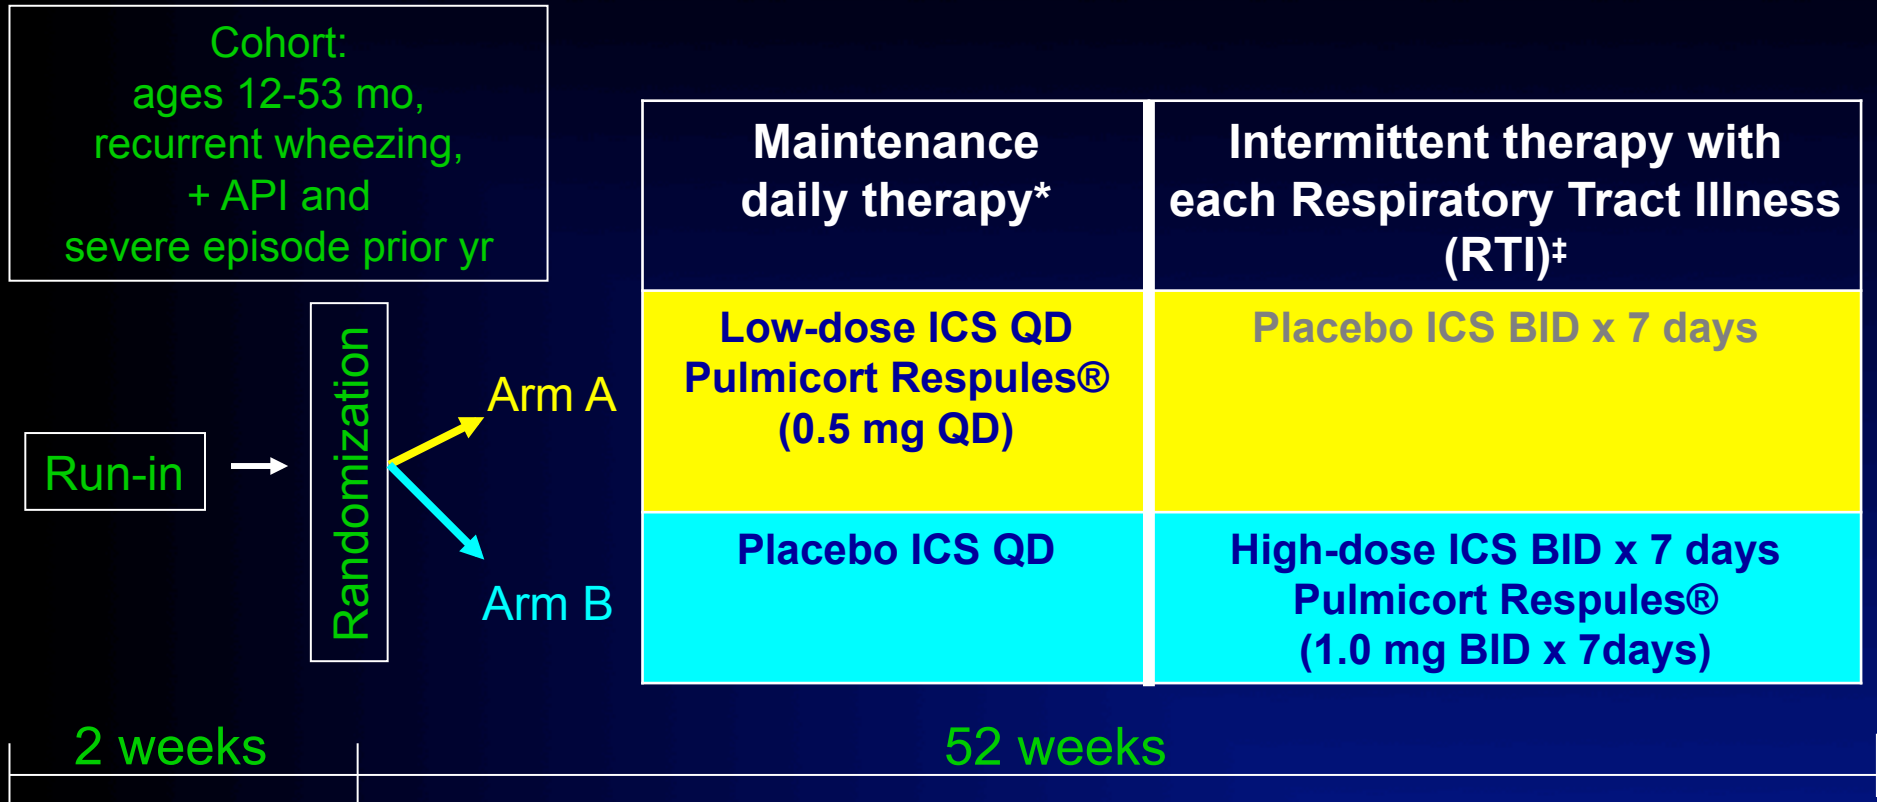 Cohort:
ages 12-53 mo,
recurrent wheezing,
+ API and
severe episode prior yr
Run-in
Randomization
Arm A
Arm B
Maintenance
daily therapy*
Intermittent therapy with
each Respiratory Tract Illness
(RTI)‡
Low-dose ICS QD
Pulmicort Respules®
(0.5 mg QD)
Placebo ICS BID x 7 days
Placebo ICS QD
High-dose ICS BID x 7 days
Pulmicort Respules®
(1.0 mg BID x 7days)
2 weeks
52 weeks